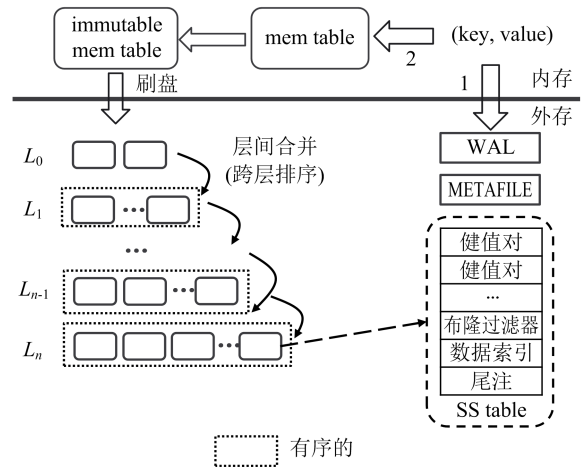 immutable
mem table
mem table
(key, value)
2
刷盘
1
内存
外存
L0
层间合并
(跨层排序)
WAL
L1
···
METAFILE
···
健值对
健值对
...
Ln-1
···
布隆过滤器
Ln
···
数据索引
尾注
SS table
有序的